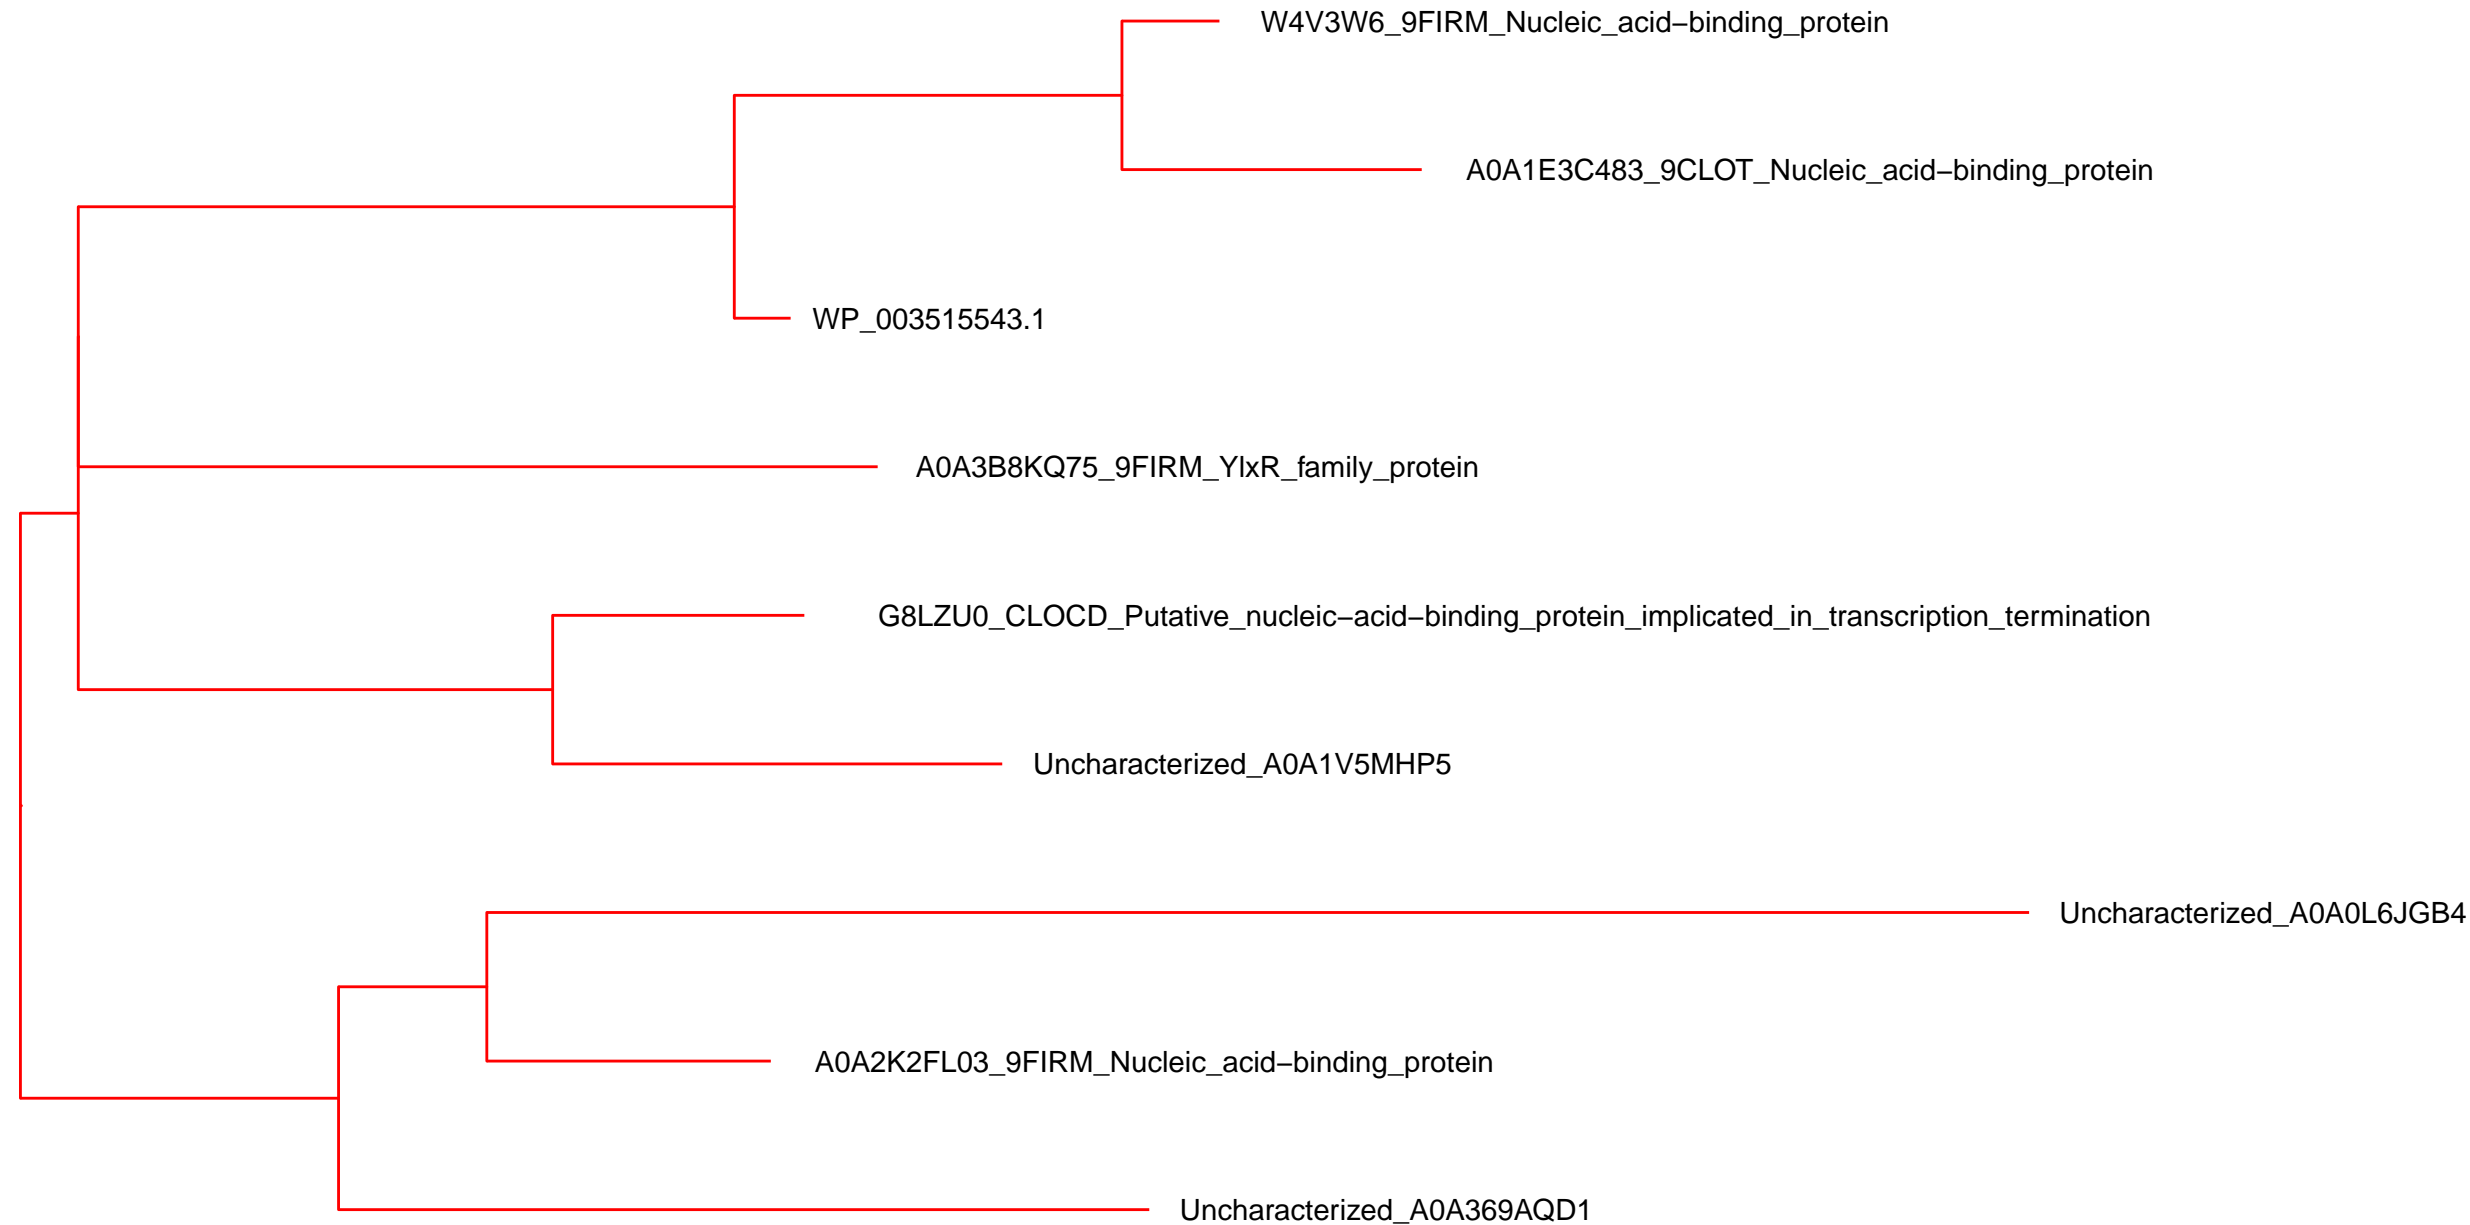 W4V3W6_9FIRM_Nucleic_acid−binding_protein
A0A1E3C483_9CLOT_Nucleic_acid−binding_protein
WP_003515543.1
A0A3B8KQ75_9FIRM_YlxR_family_protein
G8LZU0_CLOCD_Putative_nucleic−acid−binding_protein_implicated_in_transcription_termination
Uncharacterized_A0A1V5MHP5
Uncharacterized_A0A0L6JGB4
A0A2K2FL03_9FIRM_Nucleic_acid−binding_protein
Uncharacterized_A0A369AQD1